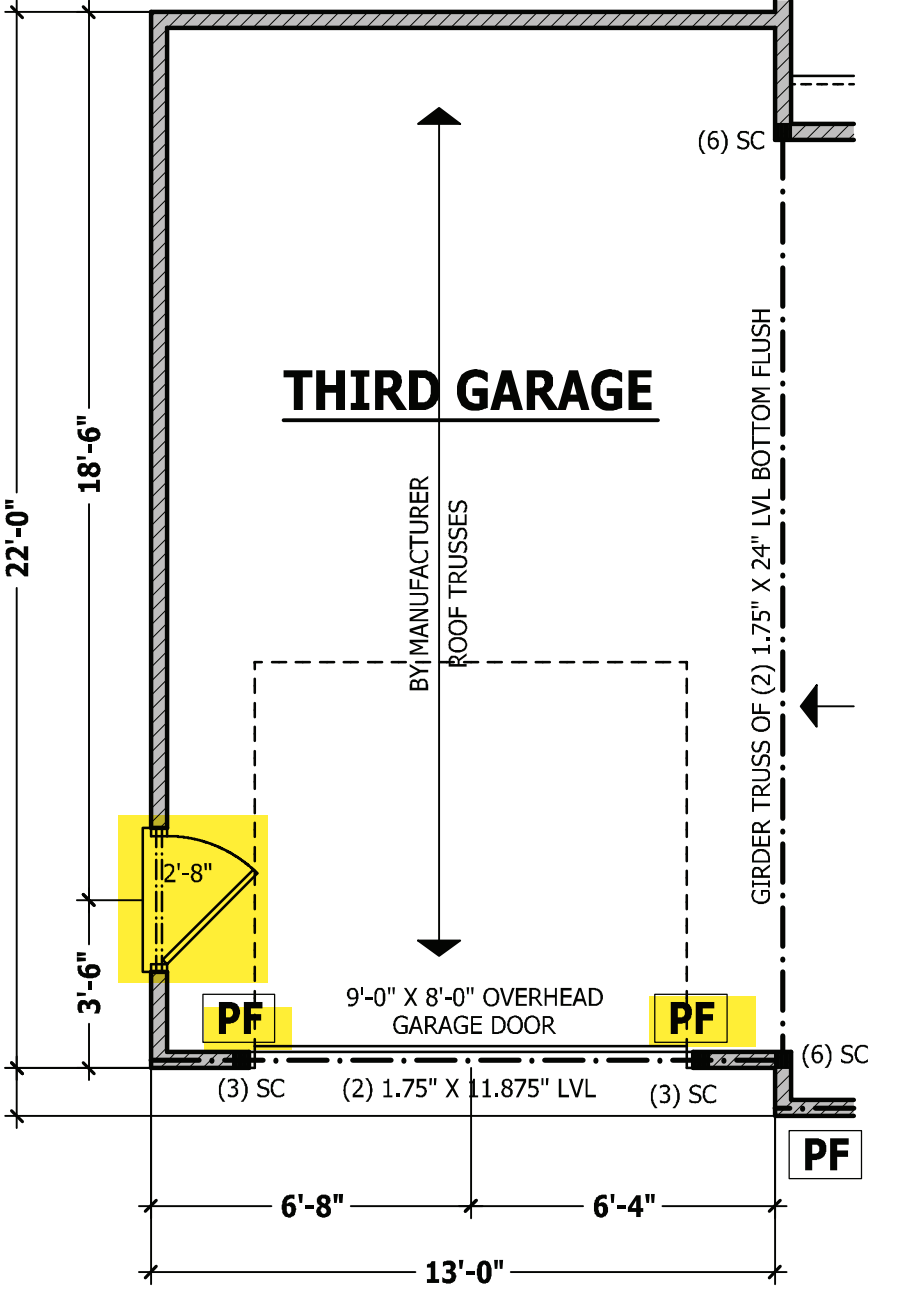 (6) SC
THIRD GARAGE
18'-6"
22'-0"
BY MANUFACTURER
ROOF TRUSSES
GIRDER TRUSS OF (2) 1.75" X 24" LVL BOTTOM FLUSH
2'-8"
3'-6"
PF
9'-0" X 8'-0" OVERHEAD
GARAGE DOOR
PF
(6) SC
(3) SC
(2) 1.75" X 11.875" LVL
(3) SC
PF
6'-8"
6'-4"
13'-0"